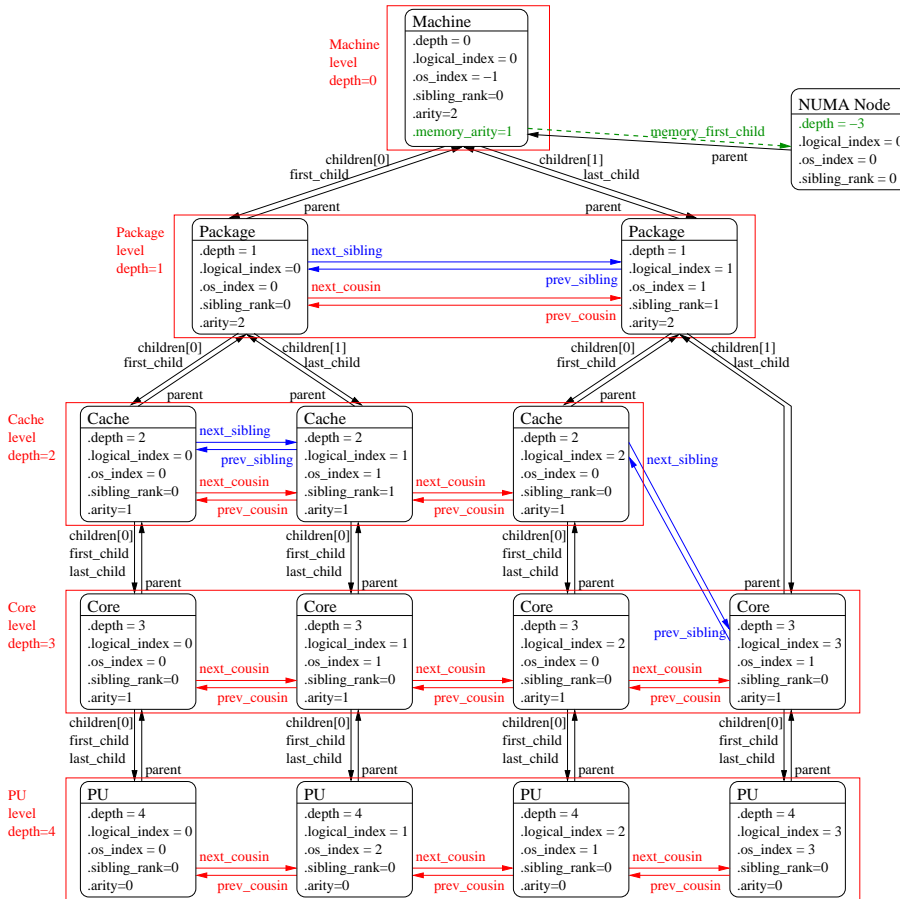 Machine
.depth = 0
.logical_index = 0
.os_index = −1
.sibling_rank=0
.arity=2
.memory_arity=1
Machine
level
depth=0
NUMA Node
.depth = −3
.logical_index = 0
.os_index = 0
.sibling_rank = 0
memory_first_child
parent
children[0]
first_child
children[1]
last_child
parent
parent
Package
level
depth=1
Package
.depth = 1
.logical_index =0
.os_index = 0
.sibling_rank=0
.arity=2
next_sibling
prev_sibling
next_cousin
prev_cousin
Package
.depth = 1
.logical_index = 1
.os_index = 1
.sibling_rank=1
.arity=2
children[0]
first_child
children[1]
last_child
children[0]
first_child
children[1]
last_child
parent
parent
parent
Cache
level
depth=2
Cache
.depth = 2
.logical_index = 0
.os_index = 0
.sibling_rank=0
.arity=1
next_sibling
prev_sibling
next_cousin
prev_cousin
Cache
.depth = 2
.logical_index = 1
.os_index = 1
.sibling_rank=1
.arity=1
next_cousin
prev_cousin
Cache
.depth = 2
.logical_index = 2
.os_index = 0
.sibling_rank=0
.arity=1
next_sibling
prev_sibling
children[0]
first_child
last_child
parent
children[0]
first_child
last_child
parent
children[0]
first_child
last_child
parent
parent
Core
level
depth=3
Core
.depth = 3
.logical_index = 0
.os_index = 0
.sibling_rank=0
.arity=1
next_cousin
prev_cousin
Core
.depth = 3
.logical_index = 1
.os_index = 1
.sibling_rank=0
.arity=1
next_cousin
prev_cousin
Core
.depth = 3
.logical_index = 2
.os_index = 0
.sibling_rank=0
.arity=1
next_cousin
prev_cousin
Core
.depth = 3
.logical_index = 3
.os_index = 1
.sibling_rank=0
.arity=1
children[0]
first_child
last_child
parent
children[0]
first_child
last_child
parent
children[0]
first_child
last_child
parent
children[0]
first_child
last_child
parent
PU
level
depth=4
PU
.depth = 4
.logical_index = 0
.os_index = 0
.sibling_rank=0
.arity=0
next_cousin
prev_cousin
PU
.depth = 4
.logical_index = 1
.os_index = 2
.sibling_rank=0
.arity=0
next_cousin
prev_cousin
PU
.depth = 4
.logical_index = 2
.os_index = 1
.sibling_rank=0
.arity=0
next_cousin
prev_cousin
PU
.depth = 4
.logical_index = 3
.os_index = 3
.sibling_rank=0
.arity=0